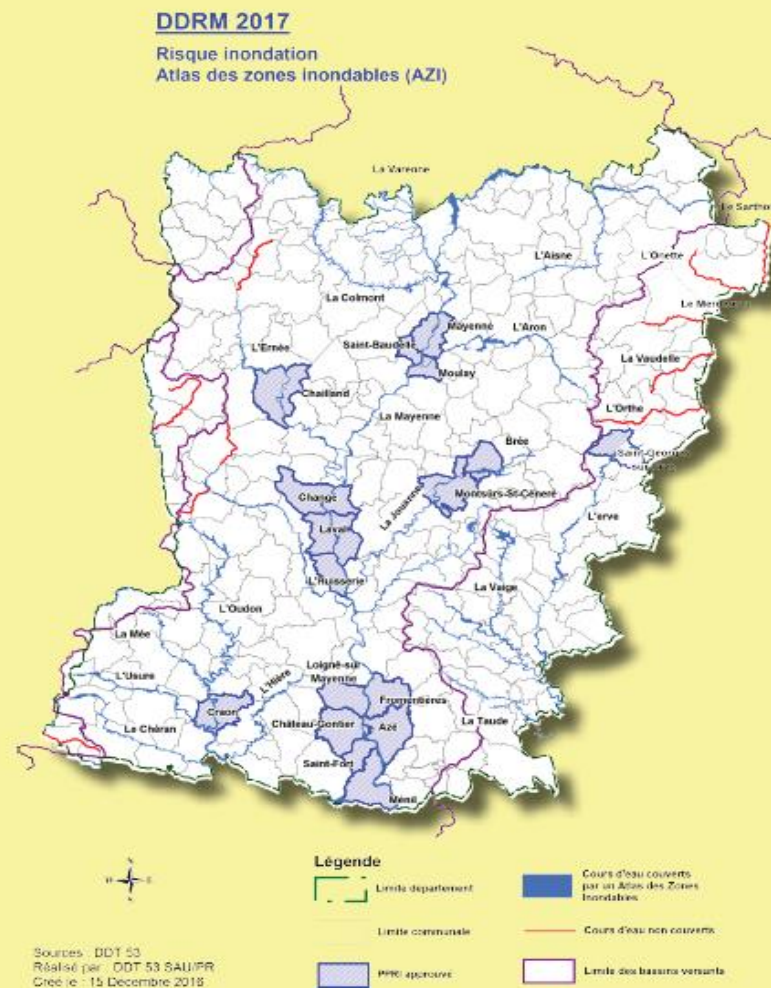 DDRM 2017
Risque inondation
Atlas des zones inondables (AZI)
La Varenne
Le Sarthon
L'Aisne
L'Ornette
La Colmont
Mayenne
L'Aron
Saint-Baudelle
L'Ernée
La Vaudelle
Moulay
Chailland
La Mayenne
L'Orthe
Brée
Saint-Georges
Change
Montsûrs-St-Céneré
La Jouanne
Laval
L'erve
L'Huisserie
La Vaige
L'Oudon
La Mée
Loigné-sur
Mayenne
L'Usure
L'Hière
Fromentières
Craon
Château-Gontier
Azé
La Taude
Le Chéran
Saint-Fort
Ménil
N
E
S
Légende
Limite département
Cours d'eau couverts
par un Atlas des Zones
Inondables
Limite communale
Cours d'eau non couverts
PPRI approuvé
Limite des bassins versants
Sources : DDT 53
Réalisé par : DDT 53 SAU/PR
Créé le : 15 Décembre 2016